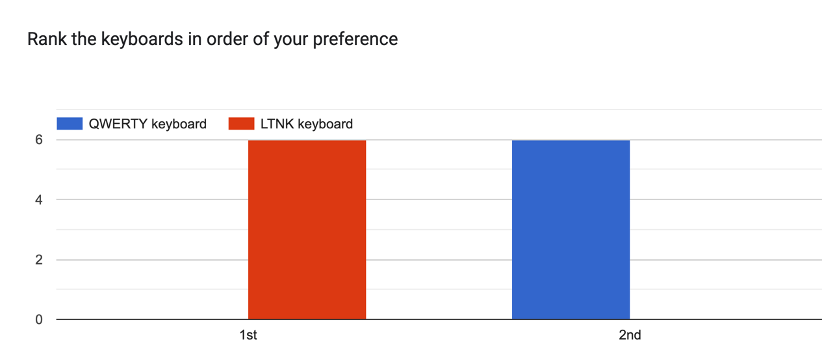 Rank the keyboards in order of your preference
QWERTY keyboard LTNK keyboard
6
4
2
0
1st 2nd